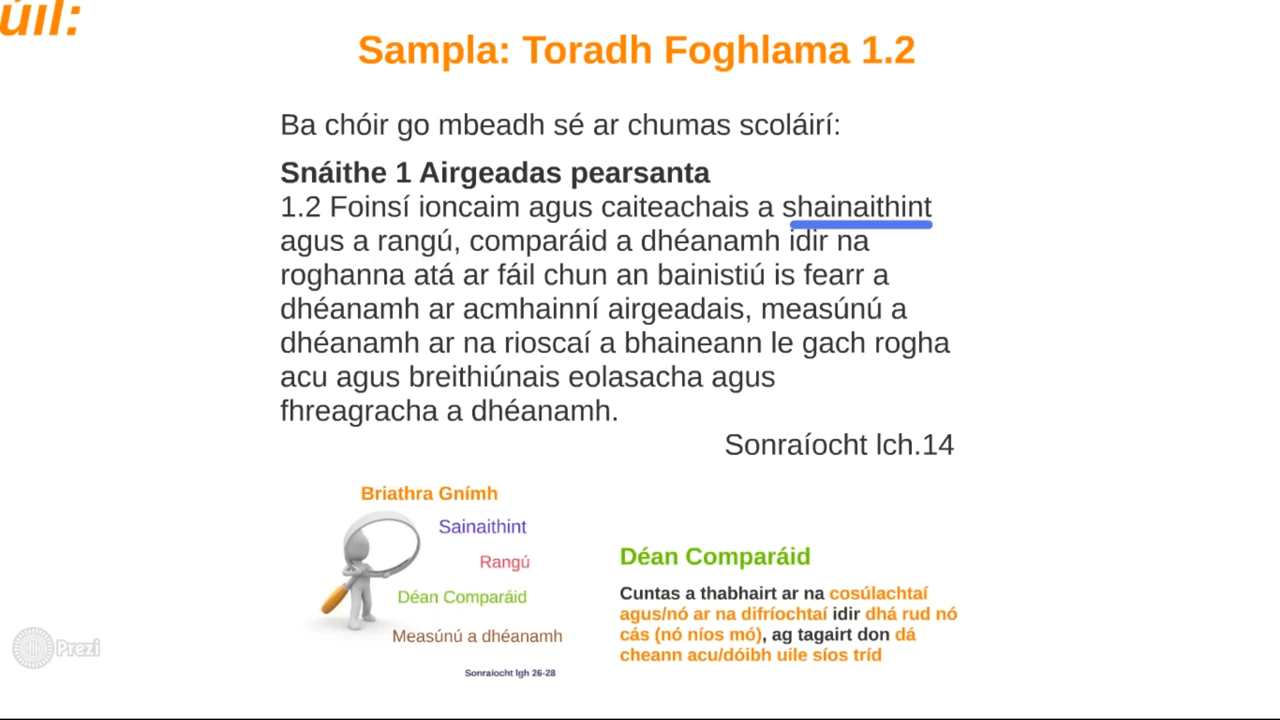 úil:
Sampla: Toradh Foghlama 1.2
Ba chóir go mbeadh sé ar chumas scoláirí:
Snáithe 1 Airgeadas pearsanta
1.2 Foinsí ioncaim agus caiteachais a shainaithint
agus a rangú, comparáid a dhéanamh idir na
roghanna atá ar fáil chun an bainistiú is fearr a
dhéanamh ar acmhainní airgeadais, measúnú a
dhéanamh ar na rioscaí a bhaineann le gach rogha
acu agus breithiúnais eolasacha agus
fhreagracha a dhéanamh.
Sonraíocht lch.14
Briathra Gnímh
Sainaithint
Rangú
Déan Comparáid
Measúnú a dhéanamh
Sonraíocht lgh 26-28
Déan Comparáid
Cuntas a thabhairt ar na cosúlachtaí
agus/nó ar na difríochtaí idir dhá rud nó
cás (nó níos mó), ag tagairt don dá
cheann acu/dóibh uile síos tríd
Prezi